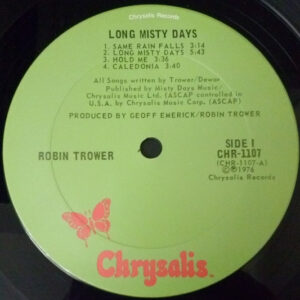 Chrysalis Records
LONG MISTY DAYS
1. SAME RAIN FALLS 3:14
2. LONG MISTY DAYS 5:43
3. HOLD ME 3:36
4. CALEDONIA 3:40
All Songs written by Trower/Dewar
Published by Misty Days Music/
Chrysalis Music Ltd. (ASCAP controlled in
U.S.A. by Chrysalis Music Corp. (ASCAP)
PRODUCED BY GEOFF EMERICK/ROBIN TROWER
ROBIN TROWER
SIDE I
CHR-1107
(CHR-1107-A)
©℗1976
Chrysalis Records
Chrysalis